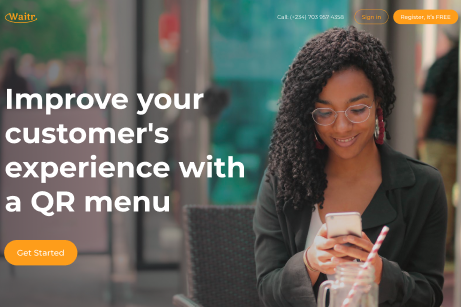 Waitr.
Call: (+234) 703 957 4358
Sign In
Register, It's FREE
Improve your
customer's
experience with
a QR menu
Get Started